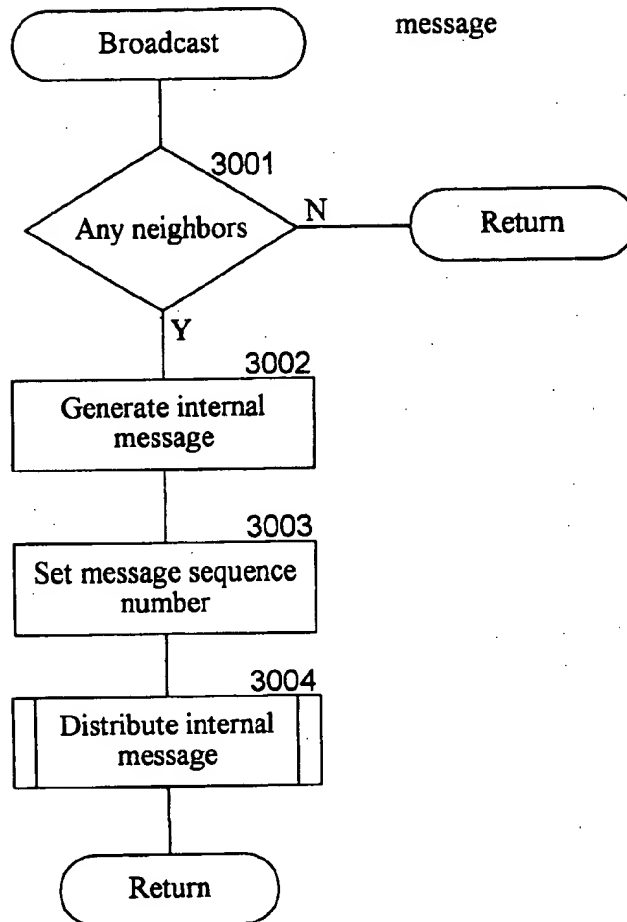 Broadcast
message
3001
Any neighbors
N
Return
Y
3002
Generate internal
message
3003
Set message sequence
number
3004
Distribute internal
message
Return